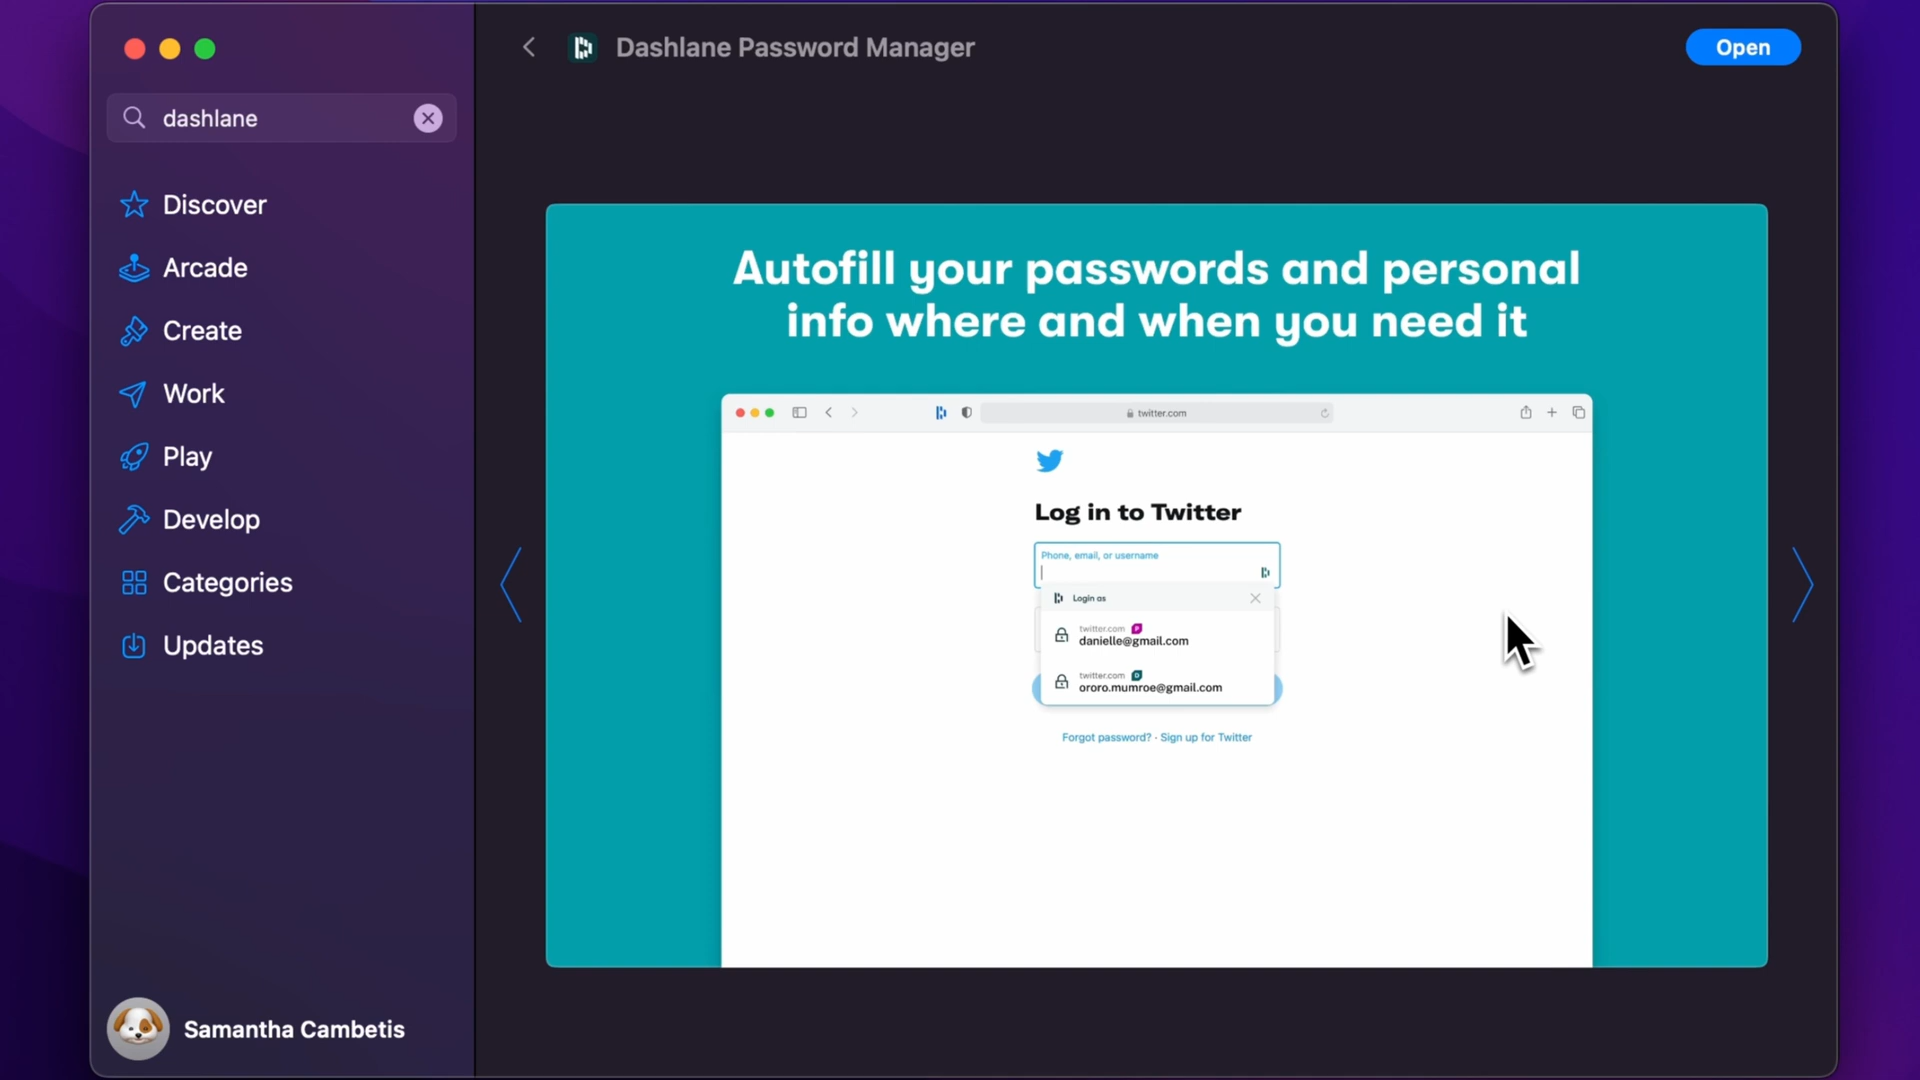 dashlane
Discover
Arcade
Create
Work
Play
Develop
Categories
Updates
Samantha Cambetis
Dashlane Password Manager
Open
Autofill your passwords and personal
info where and when you need it
twitter.com
Log in to Twitter
Phone, email, or username
Login as
twitter.com
danielle@gmail.com
twitter.com
ororo.mumroe@gmail.com
Forgot password? · Sign up for Twitter